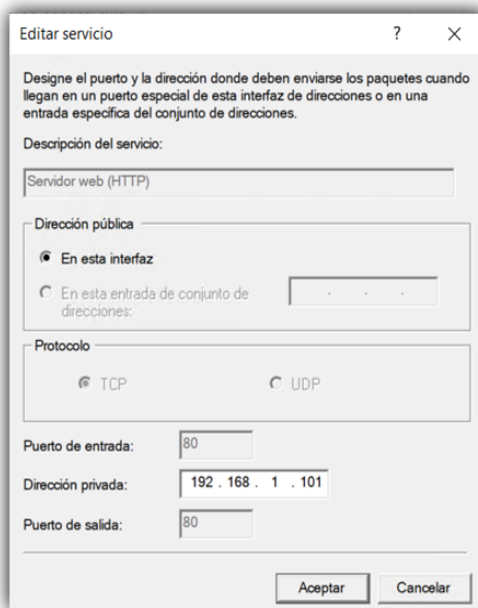 Editar servicio ? ×
Designe el puerto y la dirección donde deben enviarse los paquetes cuando
llegan en un puerto especial de esta interfaz de direcciones o en una
entrada específica del conjunto de direcciones.
Descripción del servicio:
Servidor web (HTTP)
Dirección pública
En esta interfaz
En esta entrada de conjunto de
direcciones:
. . .
Protocolo
TCP UDP
Puerto de entrada: 80
Dirección privada: 192 . 168 . 1 . 101
Puerto de salida: 80
Aceptar Cancelar